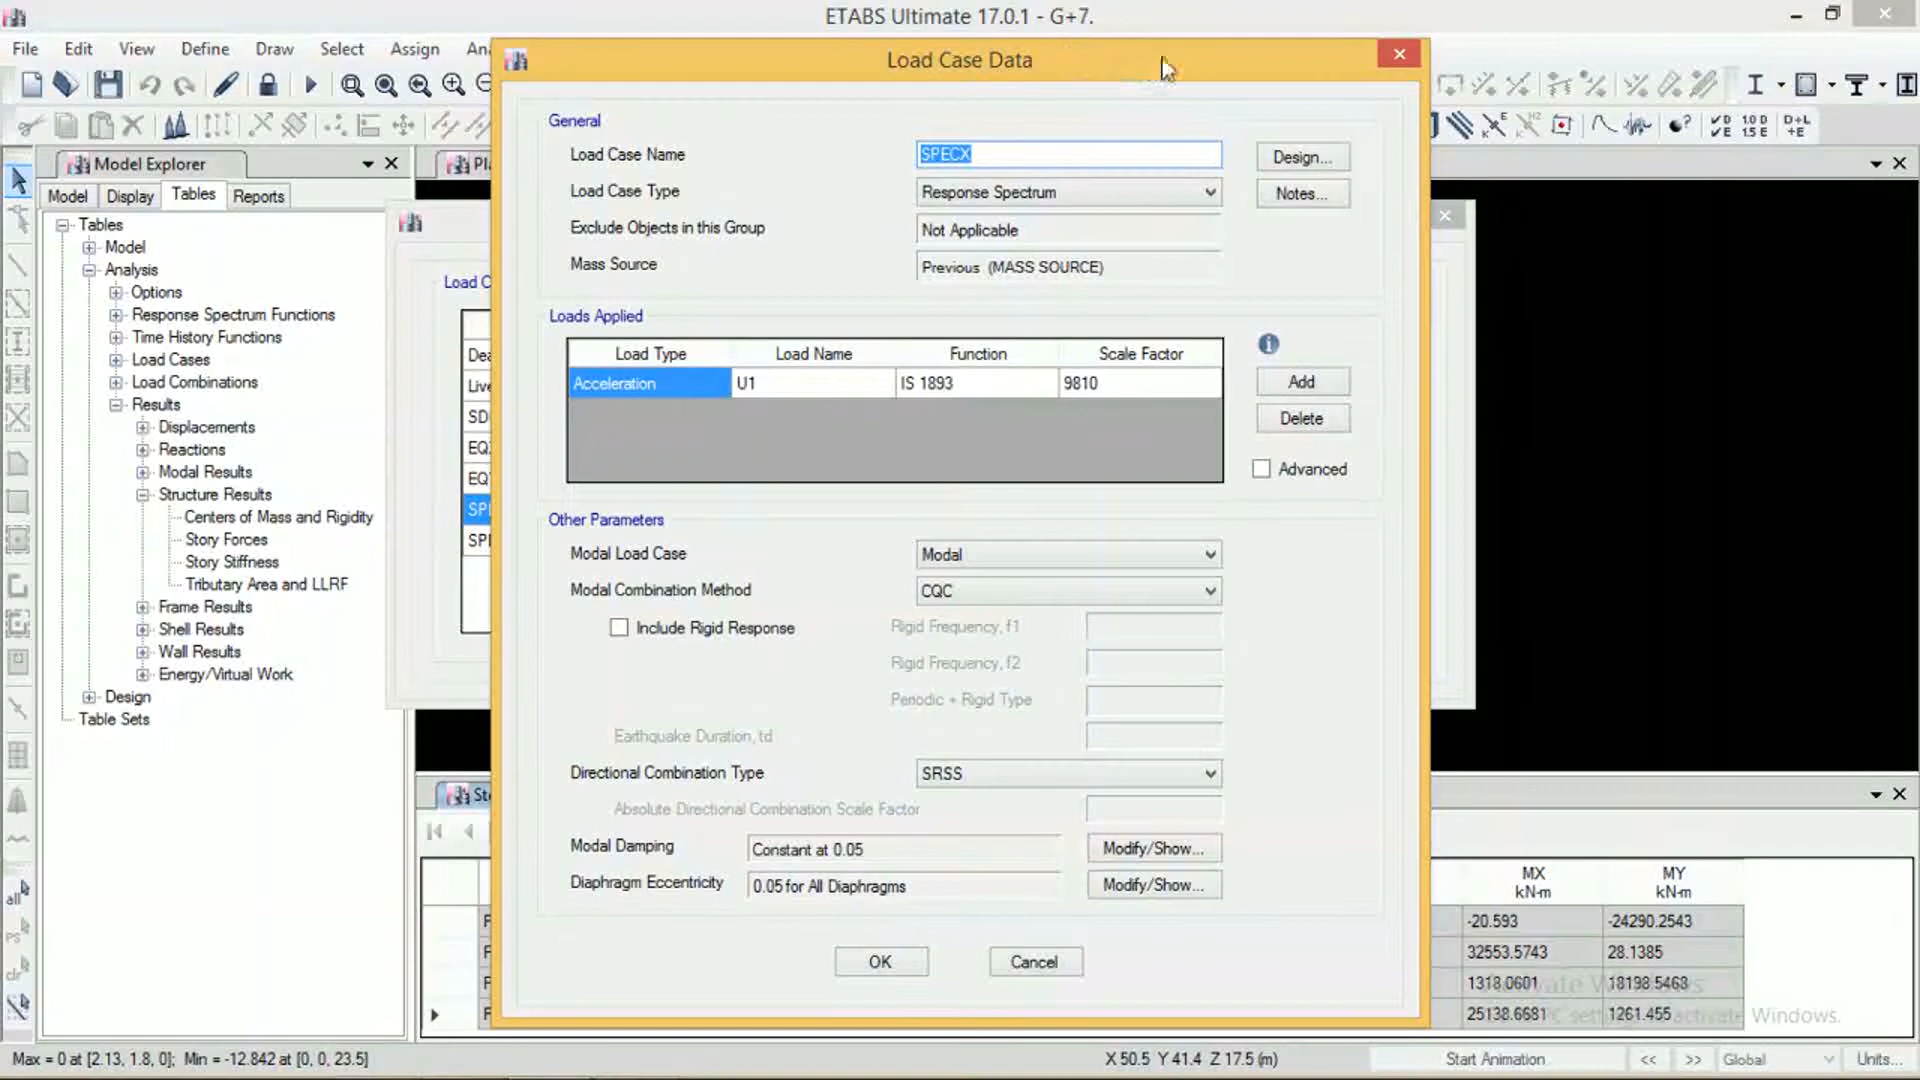 ETABS Ultimate 17.0.1 - G+7.
File Edit View Define Draw Select Assign
Load Case Data
Model Explorer
Model Display Tables Reports
Tables
Model
Analysis
Options
Response Spectrum Functions
Time History Functions
Load Cases
Load Combinations
Results
Displacements
Reactions
Modal Results
Structure Results
Centers of Mass and Rigidity
Story Forces
Story Stiffness
Tributary Area and LLRF
Frame Results
Shell Results
Wall Results
Energy/Virtual Work
Design
Table Sets
General
Load Case Name SPECX Design...
Load Case Type Response Spectrum Notes...
Exclude Objects in this Group Not Applicable
Mass Source Previous (MASS SOURCE)
Loads Applied
Load Type Load Name Function Scale Factor
Acceleration U1 IS 1893 9810
Add
Delete
Advanced
Other Parameters
Modal Load Case Modal
Modal Combination Method CQC
Include Rigid Response Rigid Frequency, f1
Rigid Frequency, f2
Periodic + Rigid Type
Earthquake Duration, td
Directional Combination Type SRSS
Absolute Directional Combination Scale Factor
Modal Damping Constant at 0.05 Modify/Show...
Diaphragm Eccentricity 0.05 for All Diaphragms Modify/Show...
OK Cancel
MX MY
kN-m kN-m
-20.593 -24290.2543
32553.5743 28.1385
1318.0601 18198.5468
25138.6681 1261.455
Max = 0 at [2.13, 1.8, 0]; Min = -12.842 at [0, 0, 23.5] X 50.5 Y 41.4 Z 17.5 (m) Start Animation << >> Global Units...